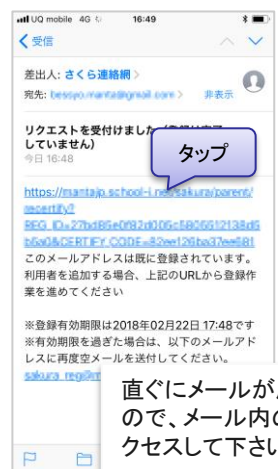 UQ mobile 4G 16:49
受信
差出人: さくら連絡網
宛先: bessyo.manta@gmail.com 非表示
リクエストを受付けました
していません)
今日 16:48
タップ
https://mantajp.school-i.net/sakura/parent/
recertify?
このメールアドレスは既に登録されています。
利用者を追加する場合、上記のURLから登録作
業を進めてください
※登録有効期限は2018年02月22日 17:48です
※有効期限を過ぎた場合は、以下のメールアド
レスに再度空メールを送付してください。
直ぐにメールが
ので、メール内の
クセスして下さい